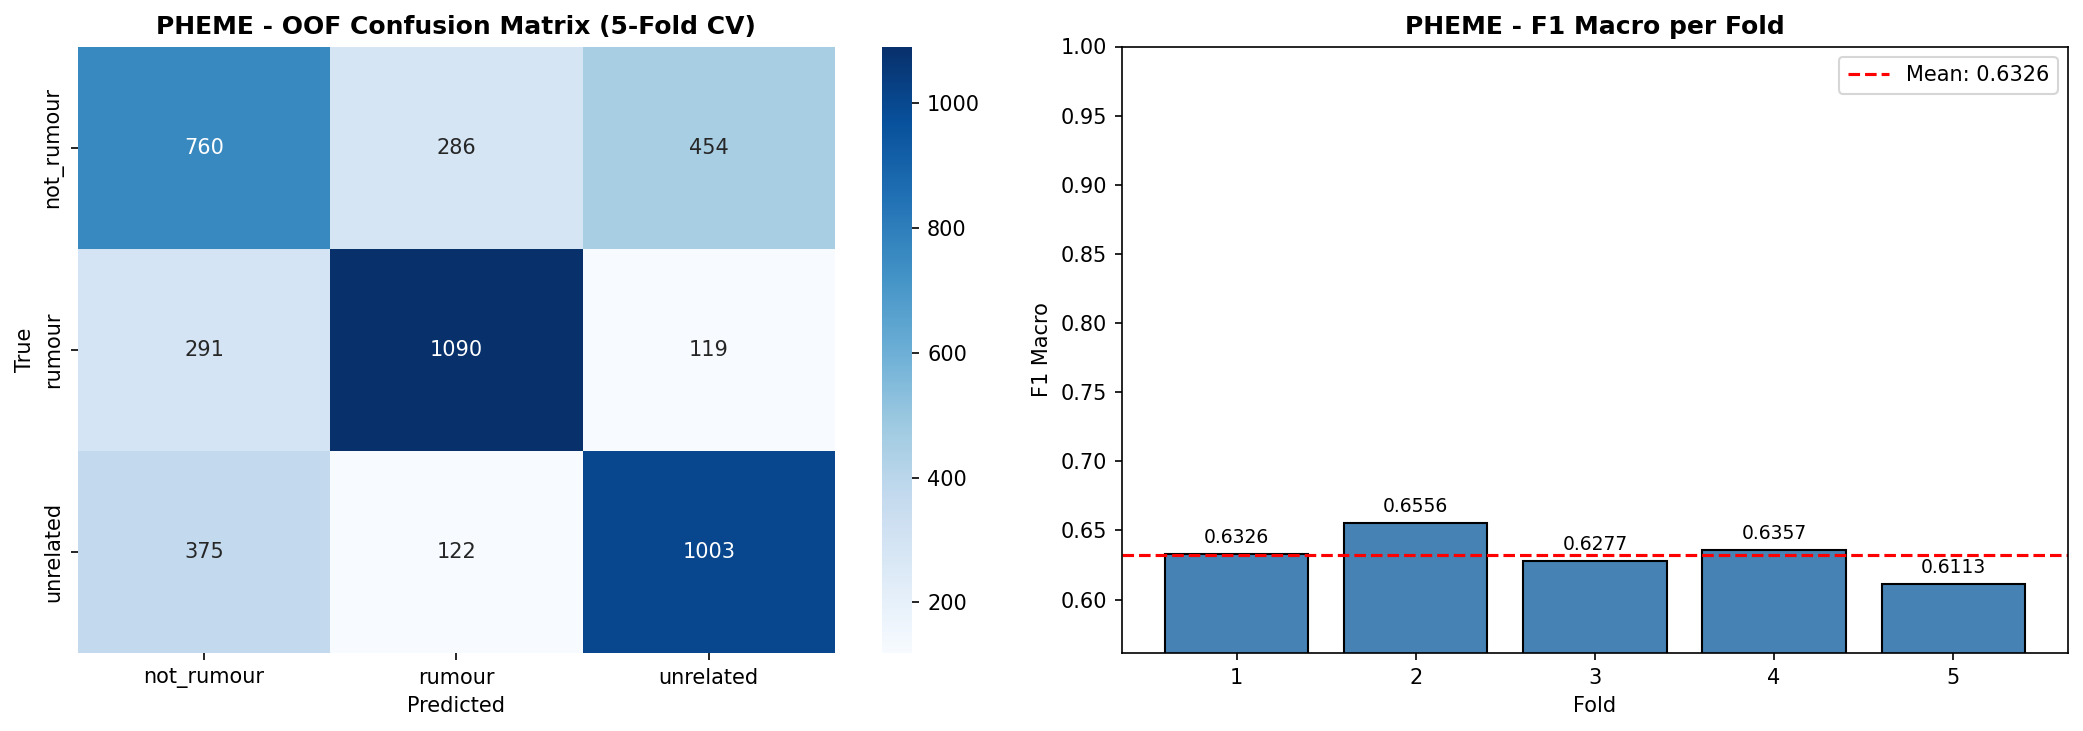 PHEME - OOF Confusion Matrix (5-Fold CV)
True
not_rumour
rumour
unrelated
760 286 454
291 1090 119
375 122 1003
not_rumour rumour unrelated
Predicted
1000
800
600
400
200
PHEME - F1 Macro per Fold
Mean: 0.6326
F1 Macro
1.00
0.95
0.90
0.85
0.80
0.75
0.70
0.65
0.60
0.6326
0.6556
0.6277
0.6357
0.6113
1 2 3 4 5
Fold